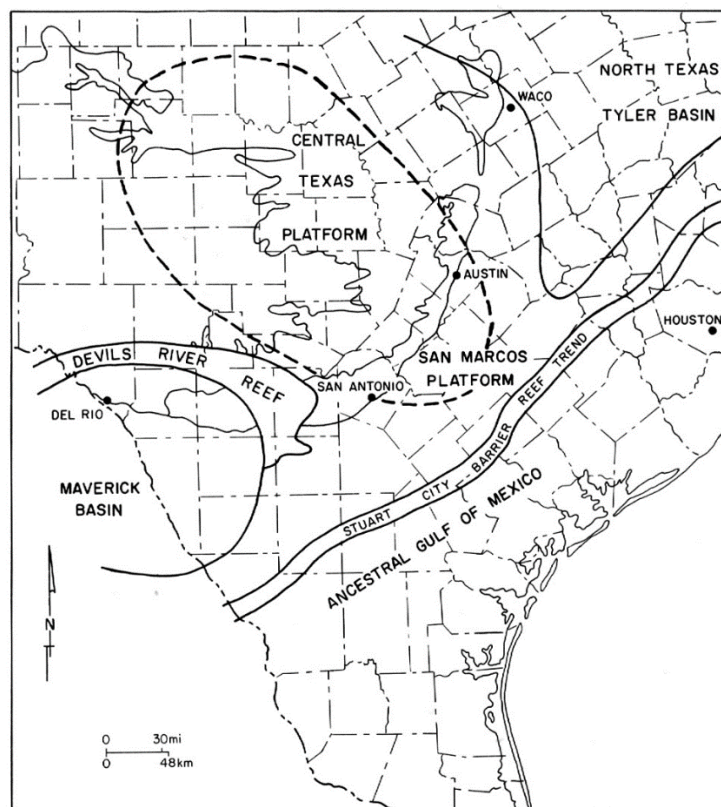 NORTH TEXAS
WACO
TYLER BASIN
CENTRAL
TEXAS
PLATFORM
AUSTIN
HOUSTON
SAN MARCOS
PLATFORM
DEVILS RIVER
REEF
SAN ANTONIO
DEL RIO
MAVERICK
BASIN
STUART CITY BARRIER REEF TREND
ANCESTRAL GULF OF MEXICO
N
0 30mi
0 48km